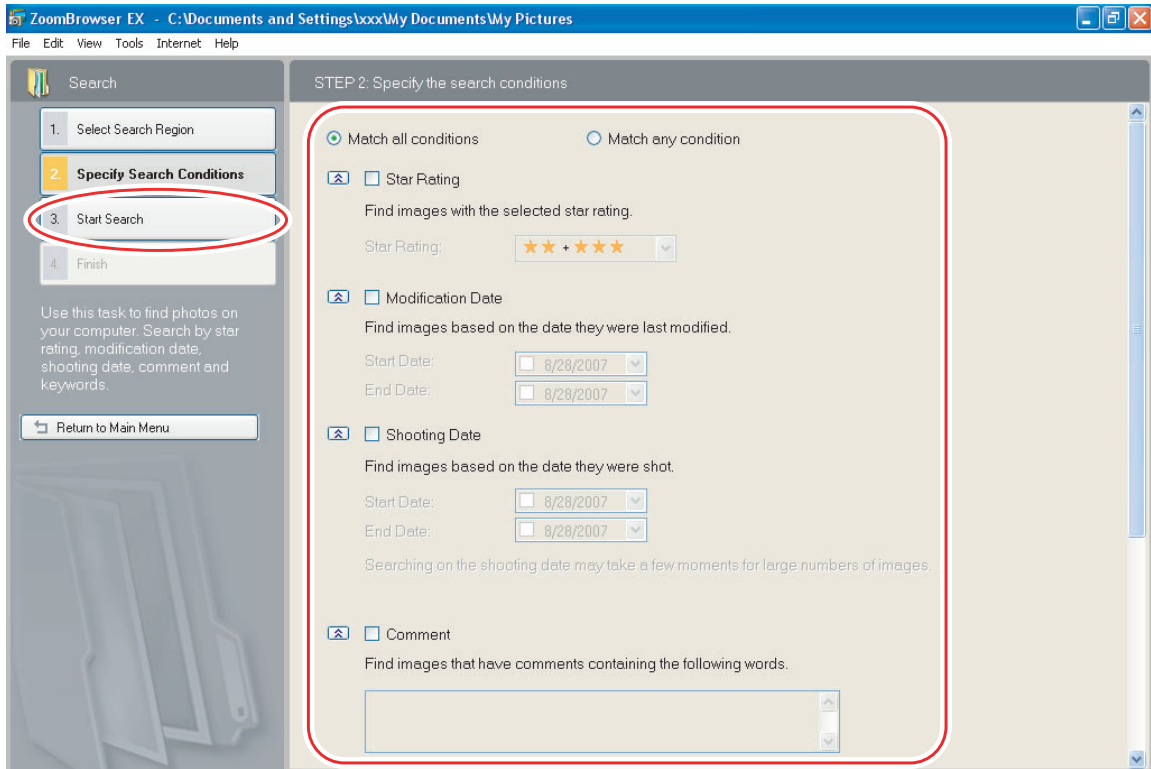 ZoomBrowser EX - C:\Documents and Settings\xxx\My Documents\My Pictures
File Edit View Tools Internet Help
Search
1. Select Search Region
2. Specify Search Conditions
3. Start Search
4. Finish
Use this task to find photos on
your computer. Search by star
rating, modification date,
shooting date, comment and
keywords.
Return to Main Menu
STEP 2: Specify the search conditions
Match all conditions Match any condition
Star Rating
Find images with the selected star rating.
Star Rating: ★★ + ★★★
Modification Date
Find images based on the date they were last modified.
Start Date: 8/28/2007
End Date: 8/28/2007
Shooting Date
Find images based on the date they were shot.
Start Date: 8/28/2007
End Date: 8/28/2007
Searching on the shooting date may take a few moments for large numbers of images.
Comment
Find images that have comments containing the following words.